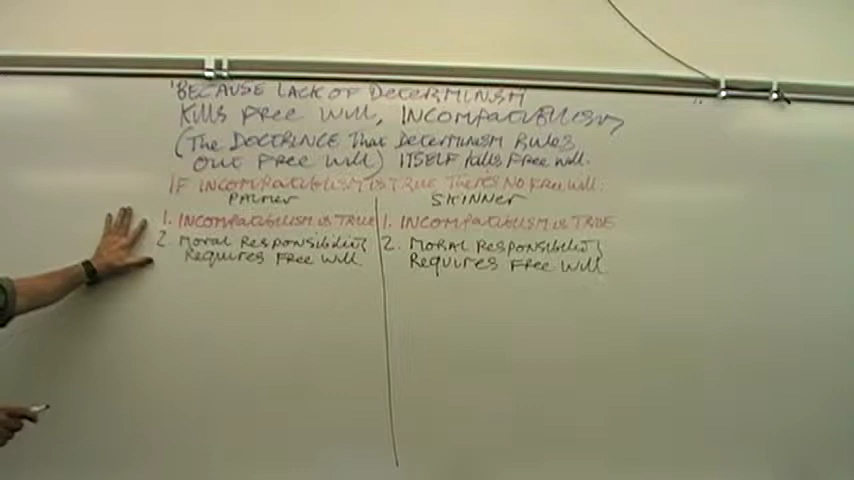 BECAUSE LACK OF DETERMINISM
KILLS FREE WILL, INCOMPATIBILISM
(THE DOCTRINE THAT DETERMINISM RULES
OUT FREE WILL) ITSELF KILLS FREE WILL.
IF INCOMPATIBILISM IS TRUE THERE'S NO FREE WILL.
PALMER
1. INCOMPATIBILISM IS TRUE
2. MORAL RESPONSIBILITY
REQUIRES FREE WILL
SKINNER
1. INCOMPATIBILISM IS TRUE
2. MORAL RESPONSIBILITY
REQUIRES FREE WILL